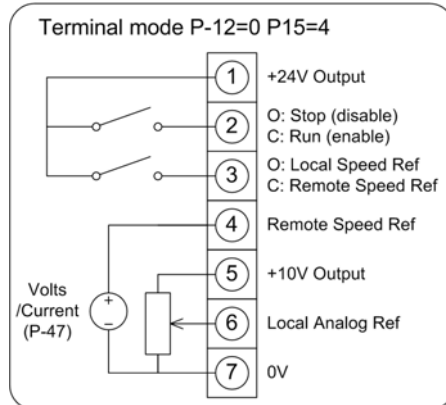 Terminal mode P-12=0 P15=4
1 +24V Output
2 O: Stop (disable)
C: Run (enable)
3 O: Local Speed Ref
C: Remote Speed Ref
4 Remote Speed Ref
5 +10V Output
6 Local Analog Ref
7 0V
Volts
/Current
(P-47)
+
−